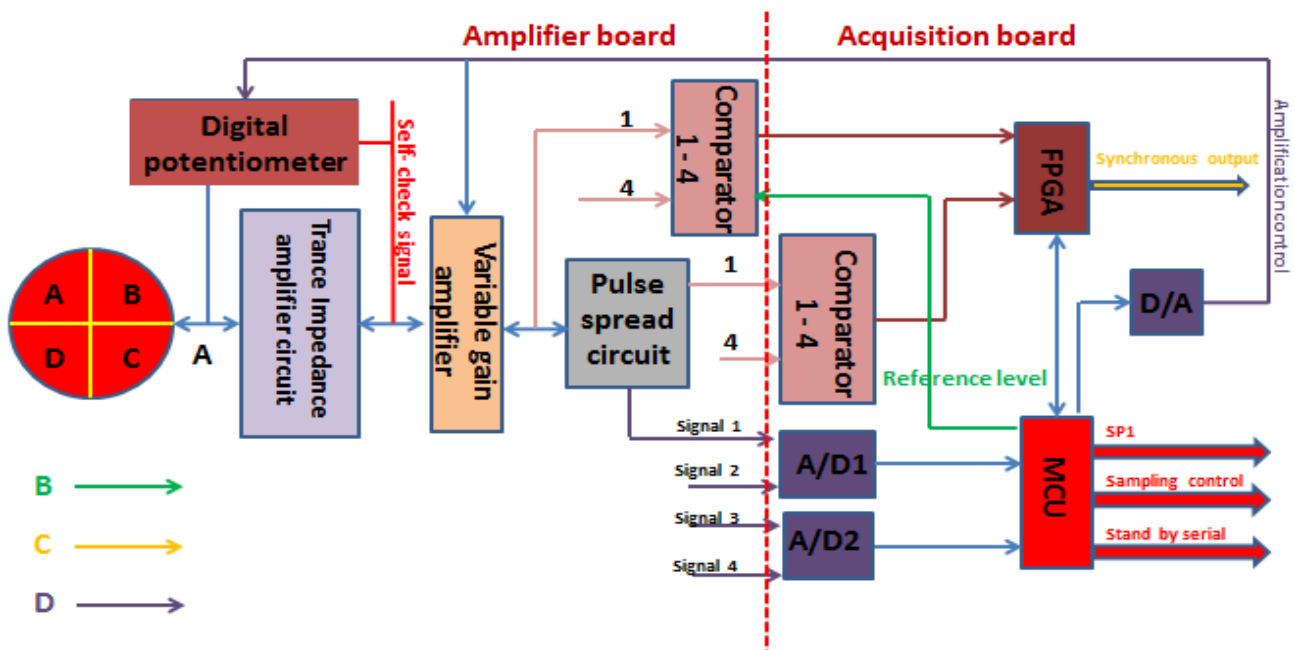 Amplifier board
Acquisition board
Digital
potentiometer
Self- check signal
Trance Impedance
amplifier circuit
Variable gain
amplifier
1
4
Comparator
1 - 4
FPGA
Synchronous output
Amplification control
A
B
D
C
A
Pulse
spread
circuit
1
4
Comparator
1 - 4
D/A
Reference level
Signal 1
Signal 2
Signal 3
Signal 4
A/D1
A/D2
MCU
SP1
Sampling control
Stand by serial
B
C
D